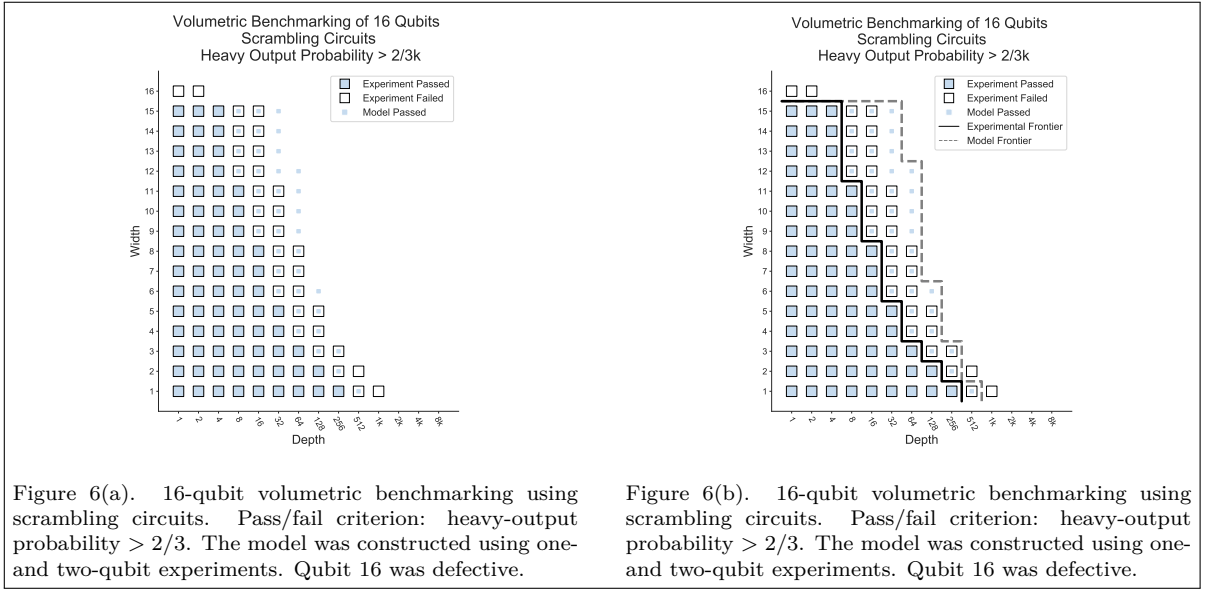 Volumetric Benchmarking of 16 Qubits
Scrambling Circuits
Heavy Output Probability > 2/3k
Experiment Passed
Experiment Failed
Model Passed
16
15
14
13
12
11
10
9
8
7
6
5
4
3
2
1
Width
1 2 4 8 16 32 64 128 256 512 1k 2k 4k 8k
Depth
Figure 6(a). 16-qubit volumetric benchmarking using
scrambling circuits. Pass/fail criterion: heavy-output
probability > 2/3. The model was constructed using one-
and two-qubit experiments. Qubit 16 was defective.
Volumetric Benchmarking of 16 Qubits
Scrambling Circuits
Heavy Output Probability > 2/3k
Experiment Passed
Experiment Failed
Model Passed
Experimental Frontier
Model Frontier
16
15
14
13
12
11
10
9
8
7
6
5
4
3
2
1
Width
1 2 4 8 16 32 64 128 256 512 1k 2k 4k 8k
Depth
Figure 6(b). 16-qubit volumetric benchmarking using
scrambling circuits. Pass/fail criterion: heavy-output
probability > 2/3. The model was constructed using one-
and two-qubit experiments. Qubit 16 was defective.